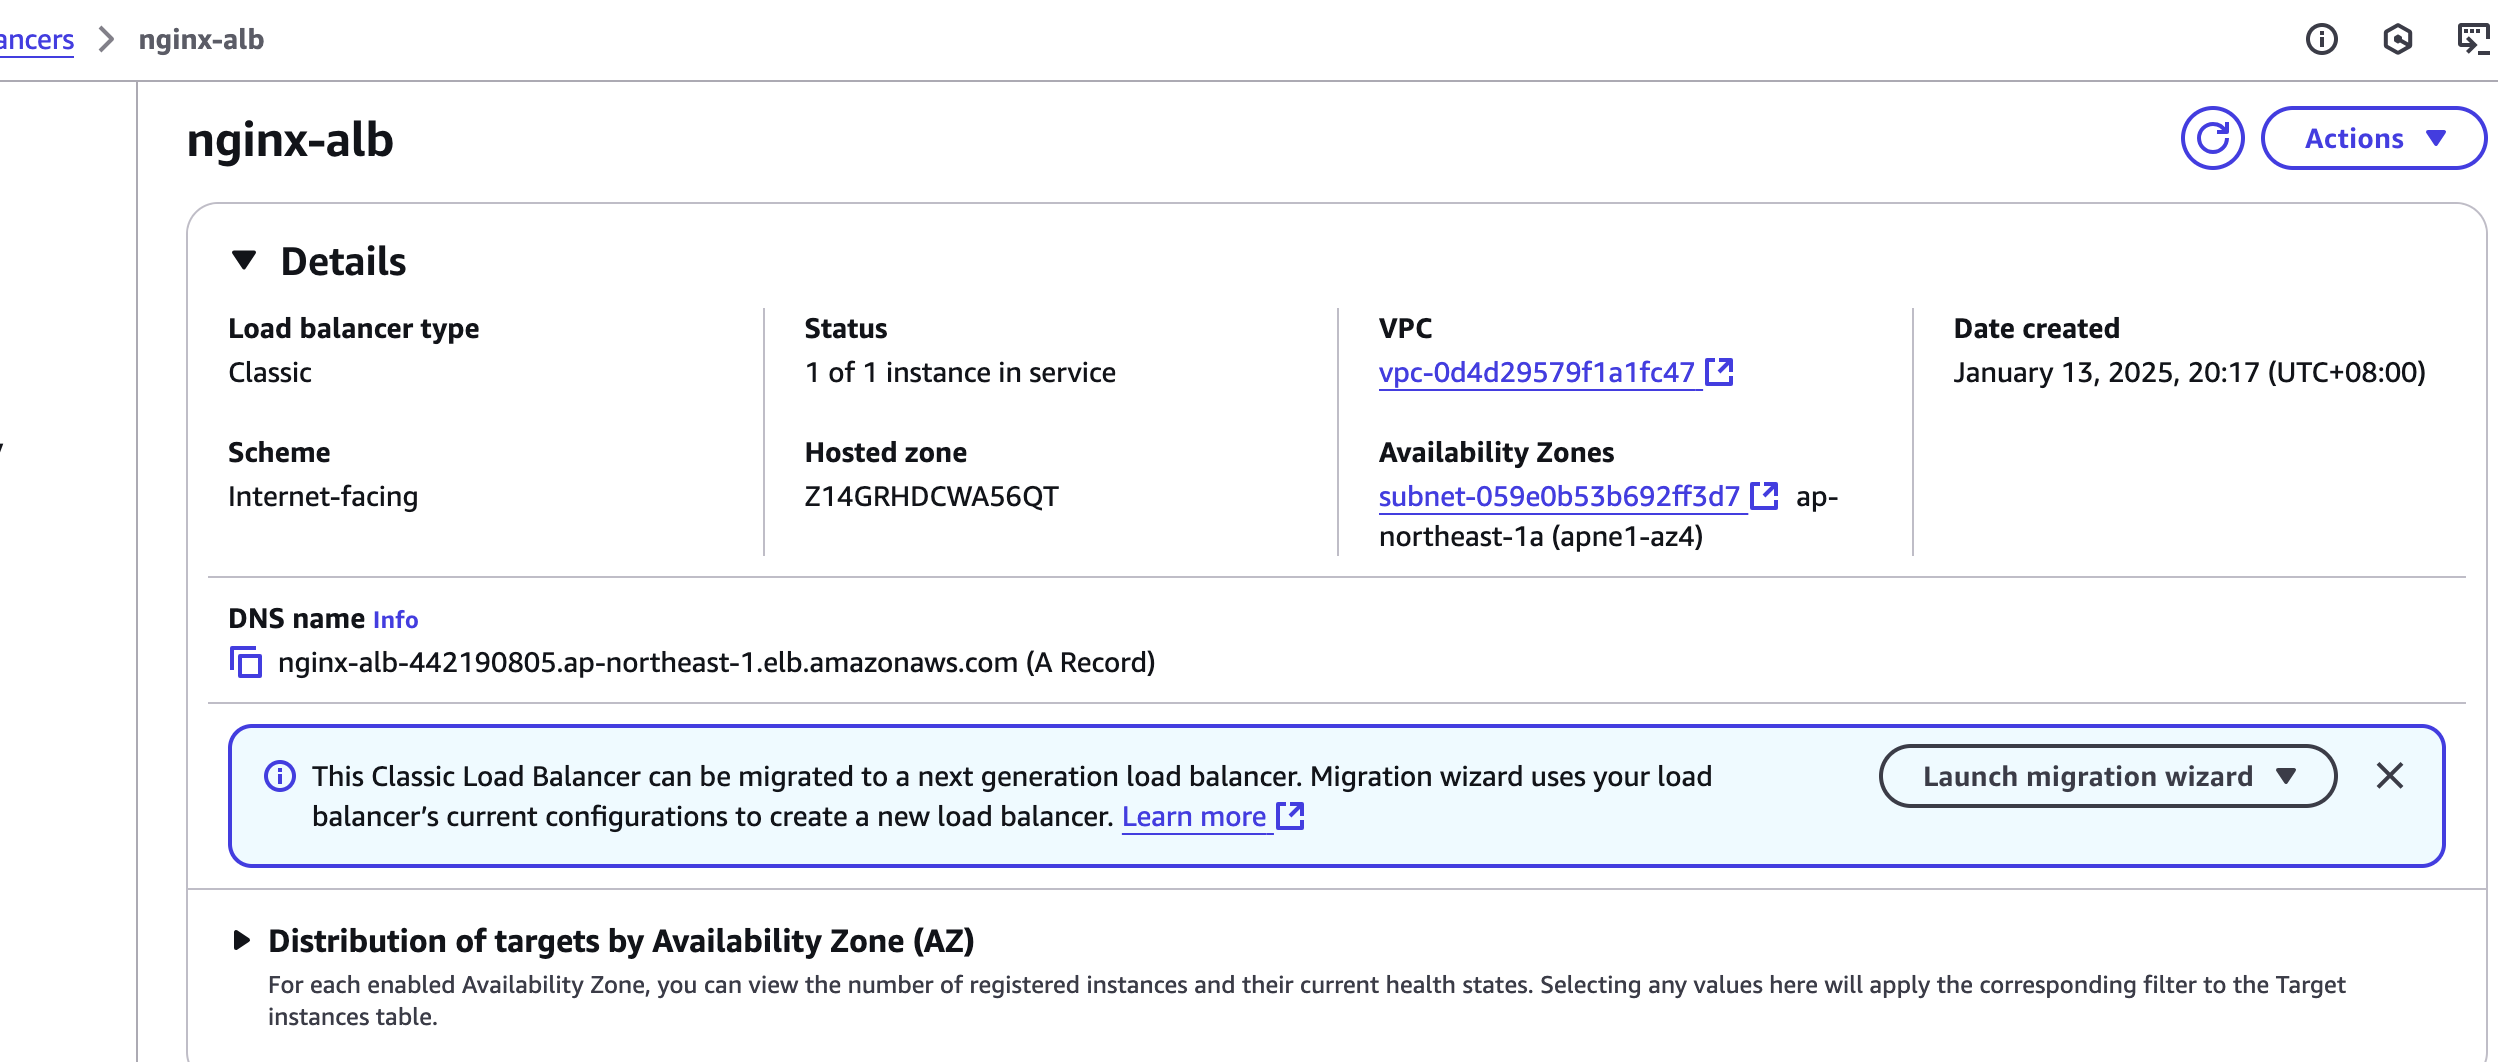 ancers > nginx-alb
nginx-alb
Actions
Details
Load balancer type
Classic
Status
1 of 1 instance in service
VPC
vpc-0d4d29579f1a1fc47
Date created
January 13, 2025, 20:17 (UTC+08:00)
Scheme
Internet-facing
Hosted zone
Z14GRHDCWA56QT
Availability Zones
subnet-059e0b53b692ff3d7 ap-
northeast-1a (apne1-az4)
DNS name Info
nginx-alb-442190805.ap-northeast-1.elb.amazonaws.com (A Record)
This Classic Load Balancer can be migrated to a next generation load balancer. Migration wizard uses your load
balancer’s current configurations to create a new load balancer. Learn more
Launch migration wizard
Distribution of targets by Availability Zone (AZ)
For each enabled Availability Zone, you can view the number of registered instances and their current health states. Selecting any values here will apply the corresponding filter to the Target
instances table.